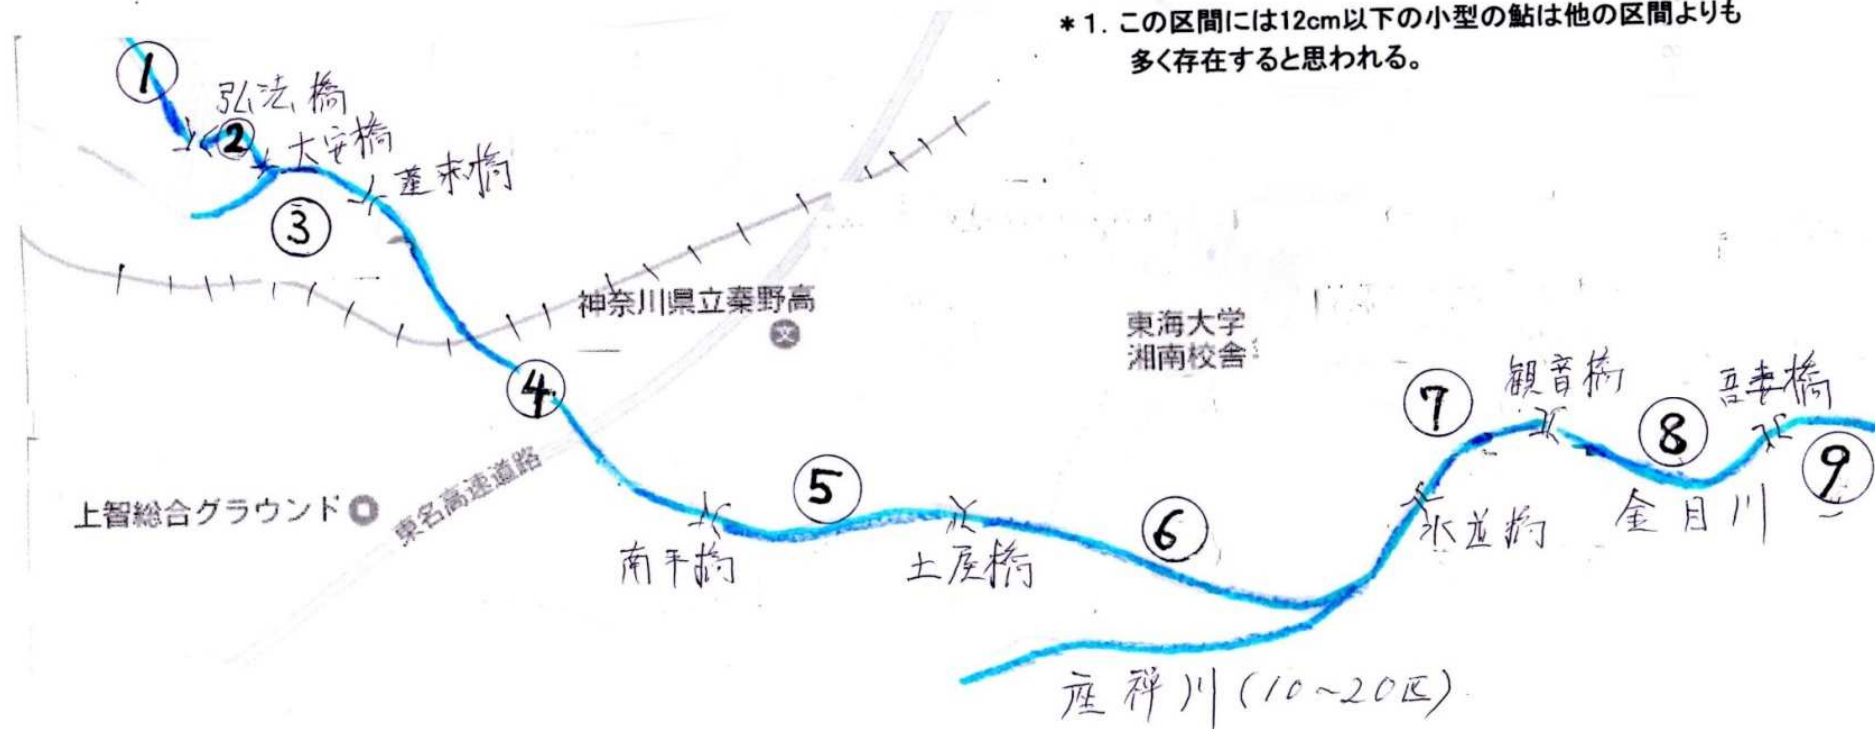 *1. この区間には12cm以下の小型の鮎は他の区間よりも
多く存在すると思われる。
①
弘法橋
②
大安橋
蓬来橋
③
神奈川県立秦野高
文
東海大学
湘南校舎
④
⑦
観音橋
吾妻橋
⑧
⑨
上智総合グラウンド
東名高速道路
⑤
⑥
水道橋
金目川
南平橋
土屋橋
座禅川(10~20区)